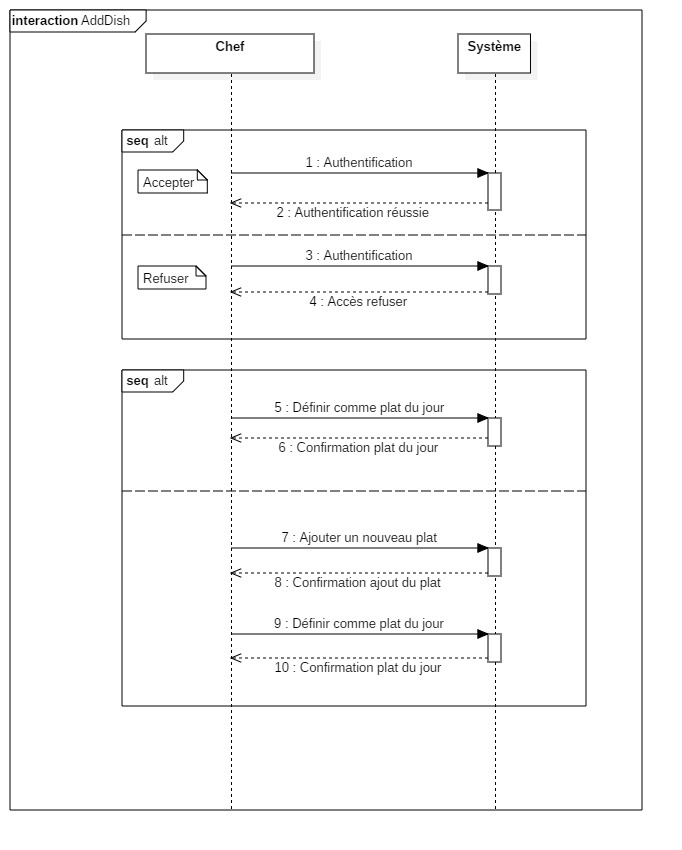 interaction AddDish
Chef
Système
seq alt
1 : Authentification
Accepter
2 : Authentification réussie
3 : Authentification
Refuser
4 : Accès refuser
seq alt
5 : Définir comme plat du jour
6 : Confirmation plat du jour
7 : Ajouter un nouveau plat
8 : Confirmation ajout du plat
9 : Définir comme plat du jour
10 : Confirmation plat du jour